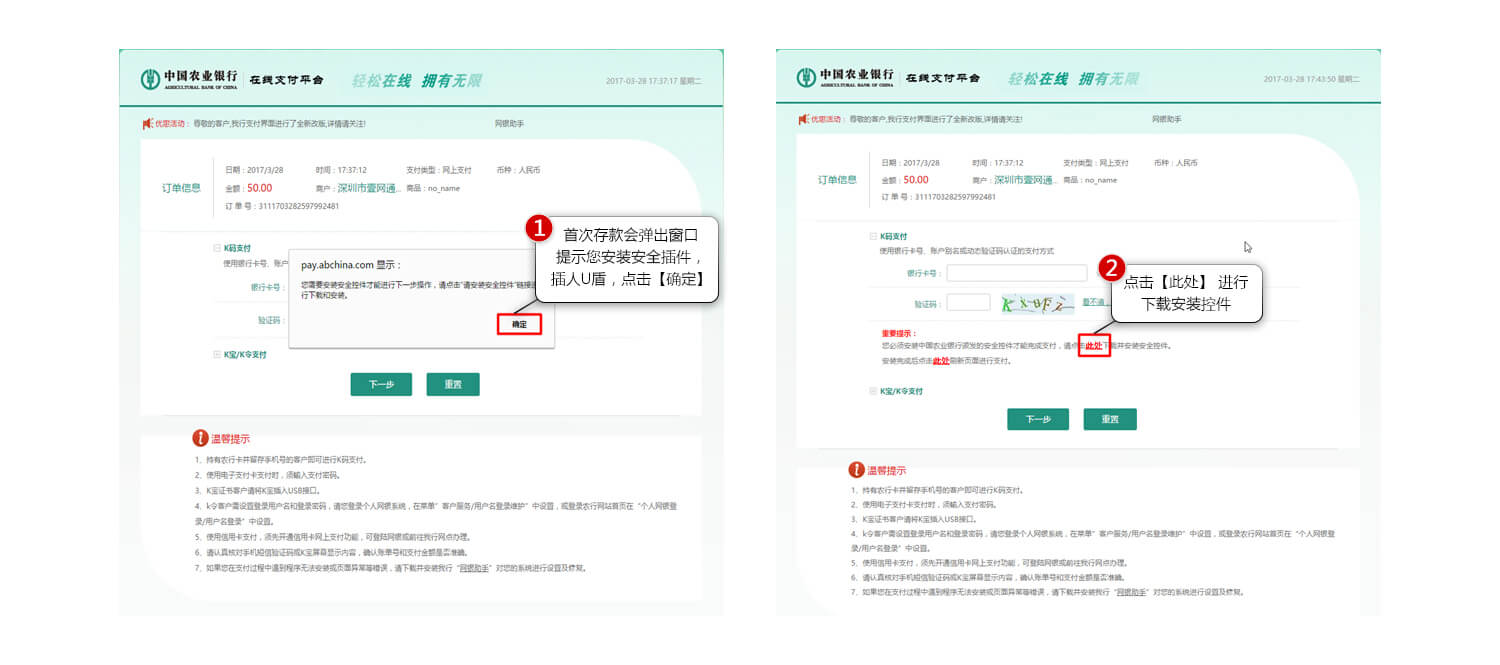 中国农业银行
AGRICULTURAL BANK OF CHINA
在线支付平台
轻松在线 拥有无限
2017-03-28 17:37:17 星期二
优惠活动：尊敬的客户,我行支付界面进行了全新改版,详情请关注!
网银助手
订单信息
日期：2017/3/28 时间：17:37:12 支付类型：网上支付 币种：人民币
金额：50.00 商户：深圳市壹网通... 商品：no_name
订 单 号：3111703282597992481
K码支付
使用银行卡号、账户
银行卡号：
验证码：
pay.abchina.com 显示：
您需要安装安全控件才能进行下一步操作，请点击"请安装安全控件"链接进
行下载和安装。
确定
1
首次存款会弹出窗口
提示您安装安全插件，
插人U盾，点击【确定】
K宝/K令支付
下一步 重置
温馨提示
1、持有农行卡并留存手机号的客户即可进行K码支付。
2、使用电子支付卡支付时，须输入支付密码。
3、K宝证书客户请将K宝插入USB接口。
4、k令客户需设置登录用户名和登录密码，请您登录个人网银系统，在菜单" 客户服务/用户名登录维护" 中设置，或登录农行网站首页在 "个人网银登
录/用户名登录" 中设置。
5、使用信用卡支付，须先开通信用卡网上支付功能，可登陆网银或前往我行网点办理。
6、请认真核对手机短信验证码或K宝屏幕显示内容，确认账单号和支付金额是否准确。
7、如果您在支付过程中遇到程序无法安装或页面异常等错误，请下载并安装我行 "网银助手" 对您的系统进行设置及修复。
中国农业银行
AGRICULTURAL BANK OF CHINA
在线支付平台
轻松在线 拥有无限
2017-03-28 17:43:50 星期二
优惠活动：尊敬的客户,我行支付界面进行了全新改版,详情请关注!
网银助手
订单信息
日期：2017/3/28 时间：17:37:12 支付类型：网上支付 币种：人民币
金额：50.00 商户：深圳市壹网通... 商品：no_name
订 单 号：3111703282597992481
K码支付
使用银行卡号、账户别名或动态验证码认证的支付方式
银行卡号：
验证码：
看不清
2
点击【此处】 进行
下载安装控件
重要提示：
您必须安装中国农业银行颁发的安全控件才能完成支付，请点击此处下载并安装安全控件。
安装完成后点击此处刷新页面进行支付。
K宝/K令支付
下一步 重置
温馨提示
1、持有农行卡并留存手机号的客户即可进行K码支付。
2、使用电子支付卡支付时，须输入支付密码。
3、K宝证书客户请将K宝插入USB接口。
4、k令客户需设置登录用户名和登录密码，请您登录个人网银系统，在菜单" 客户服务/用户名登录维护" 中设置，或登录农行网站首页在 "个人网银登
录/用户名登录" 中设置。
5、使用信用卡支付，须先开通信用卡网上支付功能，可登陆网银或前往我行网点办理。
6、请认真核对手机短信验证码或K宝屏幕显示内容，确认账单号和支付金额是否准确。
7、如果您在支付过程中遇到程序无法安装或页面异常等错误，请下载并安装我行 "网银助手" 对您的系统进行设置及修复。